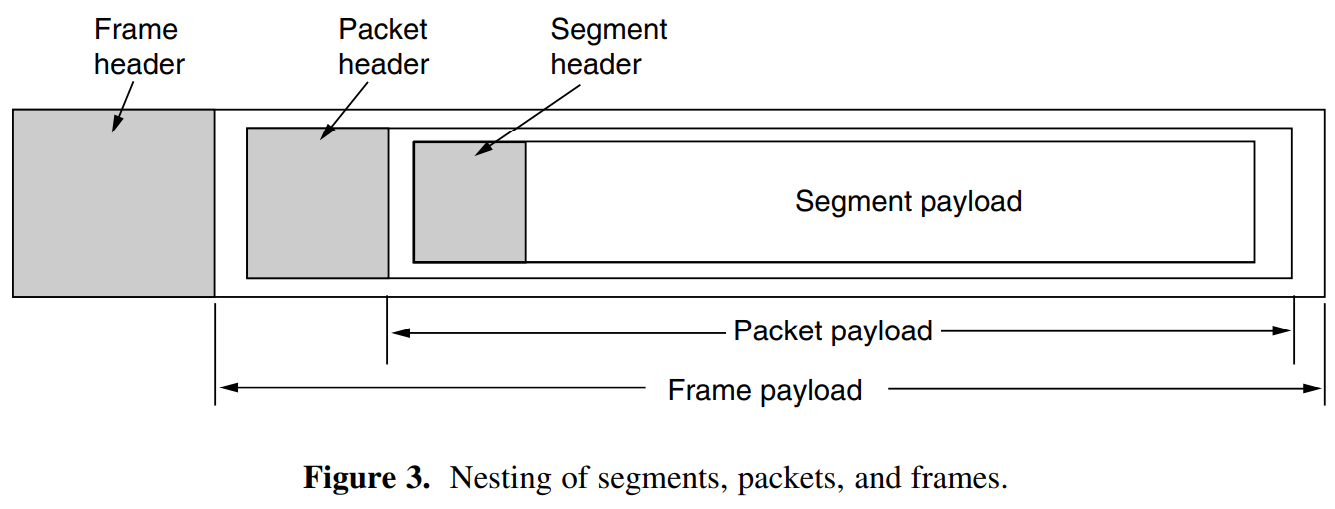 Frame
header
Packet
header
Segment
header
Segment payload
Packet payload
Frame payload
Figure 3. Nesting of segments, packets, and frames.